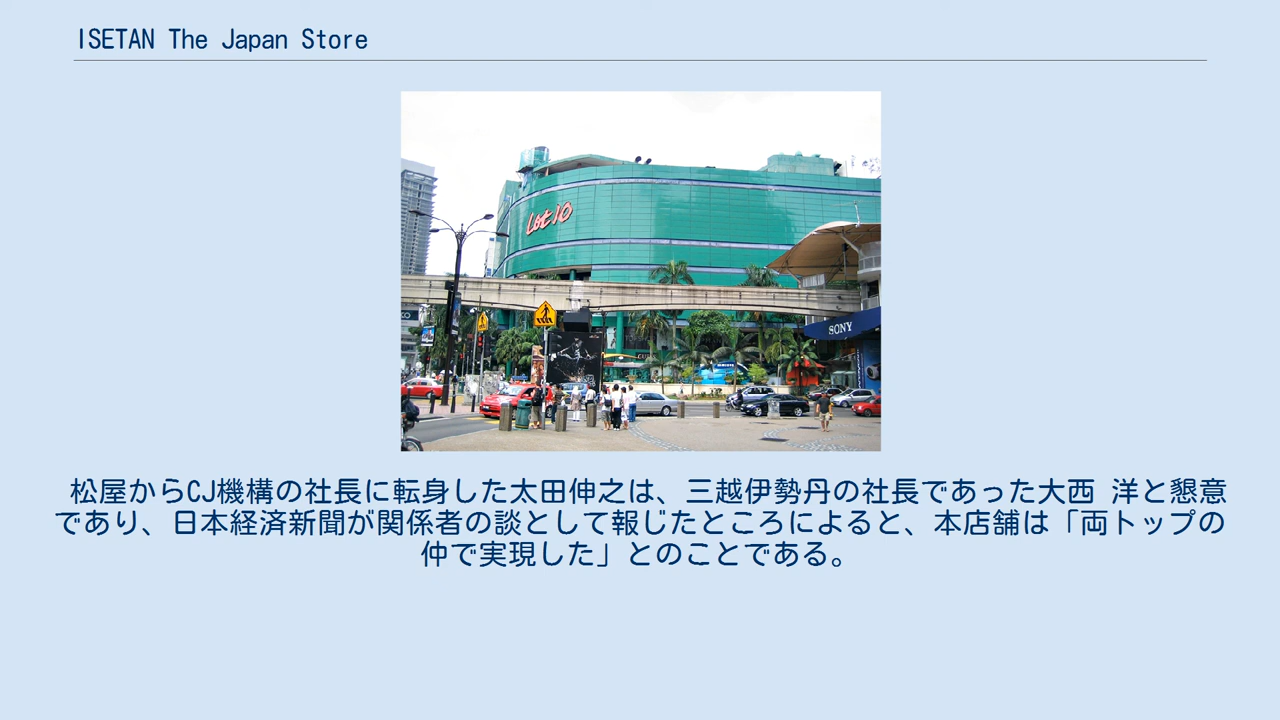 ISETAN The Japan Store
Lot 10
SONY
松屋からCJ機構の社長に転身した太田伸之は、三越伊勢丹の社長であった大西 洋と懇意
であり、日本経済新聞が関係者の談として報じたところによると、本店舗は「両トップの
仲で実現した」とのことである。